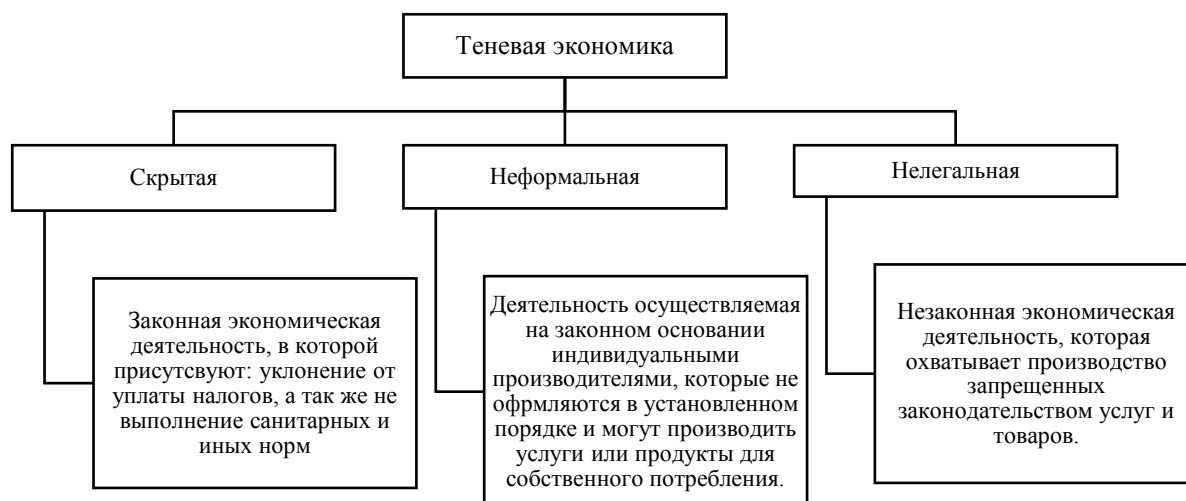 Теневая экономика
Скрытая
Неформальная
Нелегальная
Законная экономическая
деятельность, в которой
присутсвуют: уклонение от
уплаты налогов, а так же не
выполнение санитарных и
иных норм
Деятельность осуществляемая
на законном основании
индивидуальными
производителями, которые не
офрмляются в установленном
порядке и могут производить
услуги или продукты для
собственного потребления.
Незаконная экономическая
деятельность, которая
охватывает производство
запрещенных
законодательством услуг и
товаров.